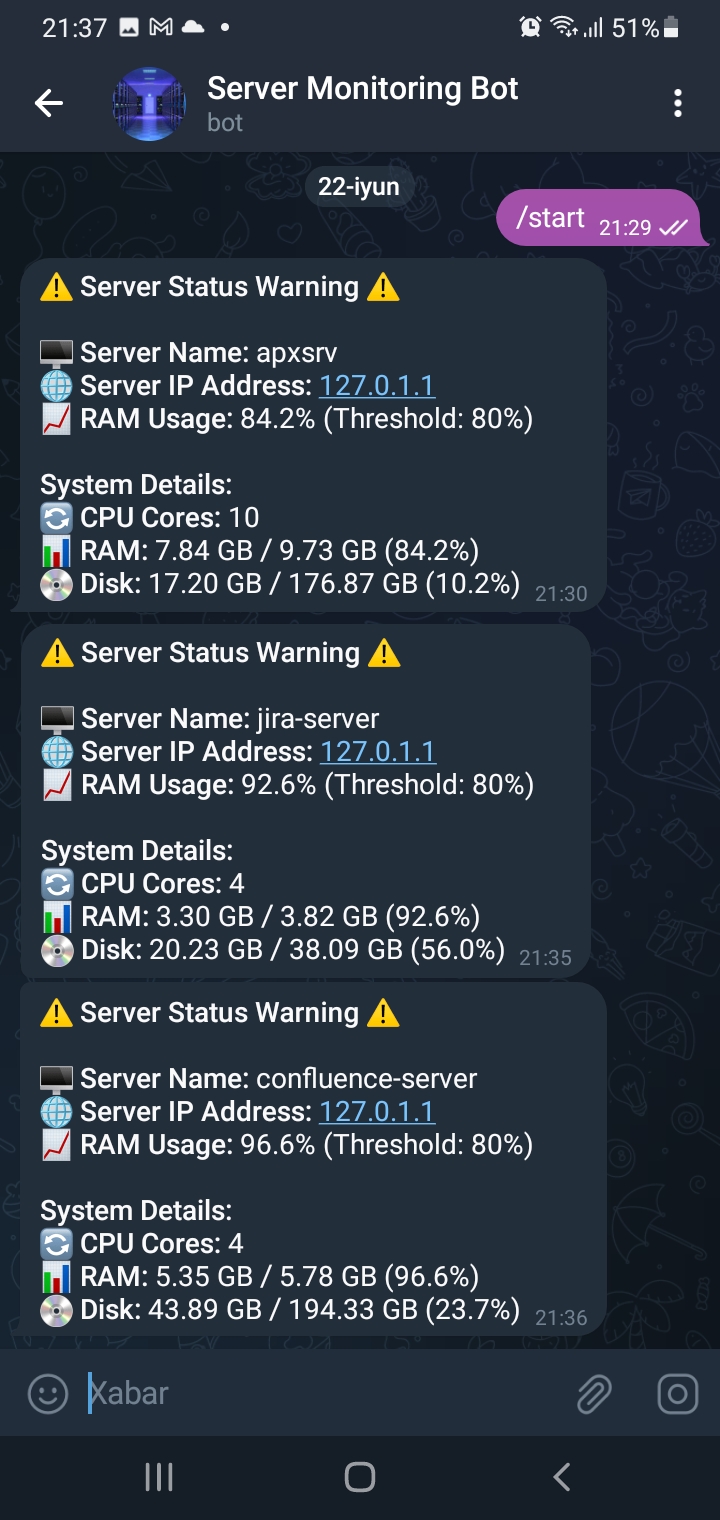 21:37 51%
Server Monitoring Bot
bot
22-iyun
/start 21:29
⚠️ Server Status Warning ⚠️
🖥️ Server Name: apxsrv
🌐 Server IP Address: 127.0.1.1
📈 RAM Usage: 84.2% (Threshold: 80%)
System Details:
🔄 CPU Cores: 10
📊 RAM: 7.84 GB / 9.73 GB (84.2%)
💿 Disk: 17.20 GB / 176.87 GB (10.2%) 21:30
⚠️ Server Status Warning ⚠️
🖥️ Server Name: jira-server
🌐 Server IP Address: 127.0.1.1
📈 RAM Usage: 92.6% (Threshold: 80%)
System Details:
🔄 CPU Cores: 4
📊 RAM: 3.30 GB / 3.82 GB (92.6%)
💿 Disk: 20.23 GB / 38.09 GB (56.0%) 21:35
⚠️ Server Status Warning ⚠️
🖥️ Server Name: confluence-server
🌐 Server IP Address: 127.0.1.1
📈 RAM Usage: 96.6% (Threshold: 80%)
System Details:
🔄 CPU Cores: 4
📊 RAM: 5.35 GB / 5.78 GB (96.6%)
💿 Disk: 43.89 GB / 194.33 GB (23.7%) 21:36
Xabar